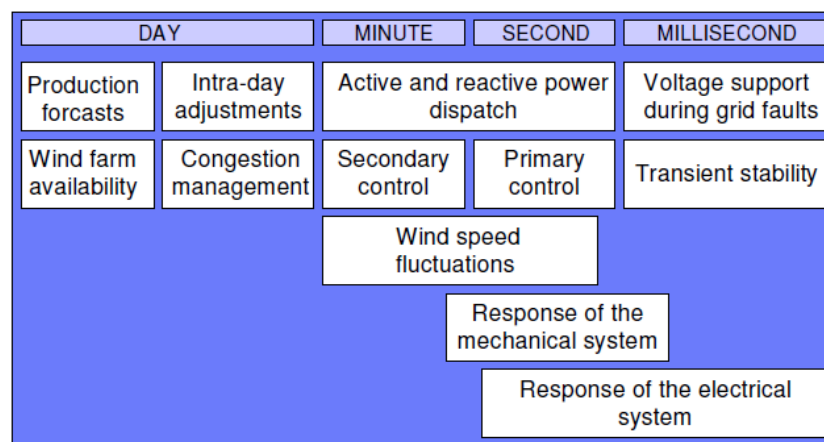 DAY
MINUTE
SECOND
MILLISECOND
Production
forcasts
Intra-day
adjustments
Active and reactive power
dispatch
Voltage support
during grid faults
Wind farm
availability
Congestion
management
Secondary
control
Primary
control
Transient stability
Wind speed
fluctuations
Response of the
mechanical system
Response of the electrical
system